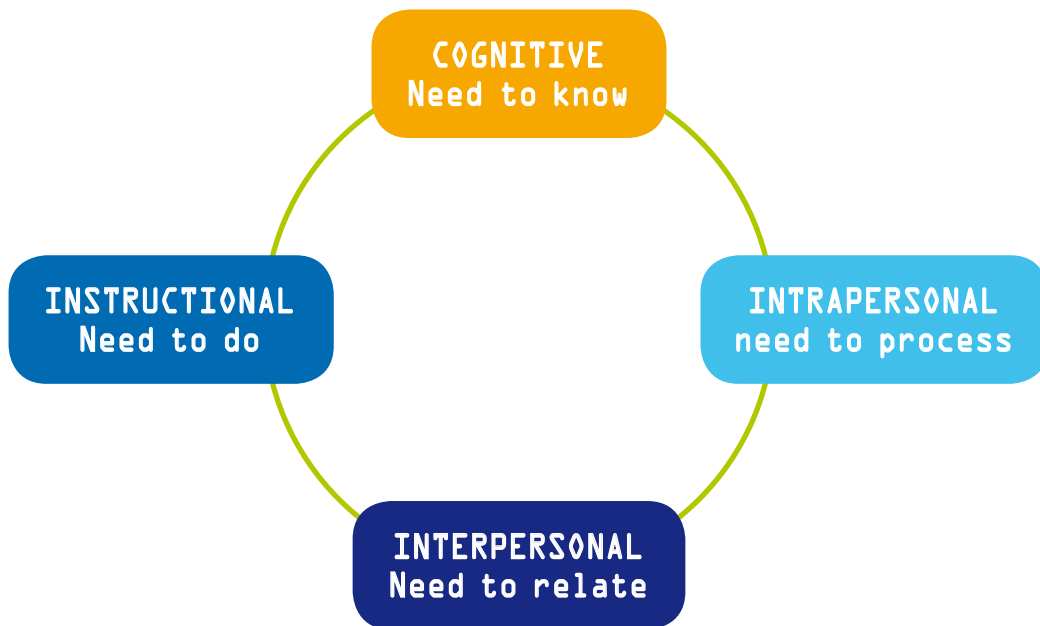 COGNITIVE
Need to know
INSTRUCTIONAL
Need to do
INTRAPERSONAL
need to process
INTERPERSONAL
Need to relate